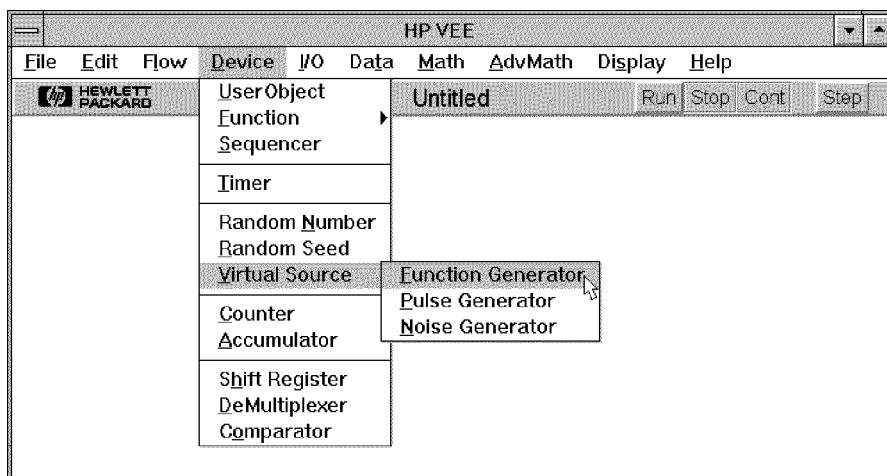 HP VEE
File Edit Flow Device I/O Data Math AdvMath Display Help
hp HEWLETT PACKARD Untitled Run Stop Cont Step
UserObject
Function
Sequencer
Timer
Random Number
Random Seed
Virtual Source
Function Generator
Pulse Generator
Noise Generator
Counter
Accumulator
Shift Register
DeMultiplexer
Comparator